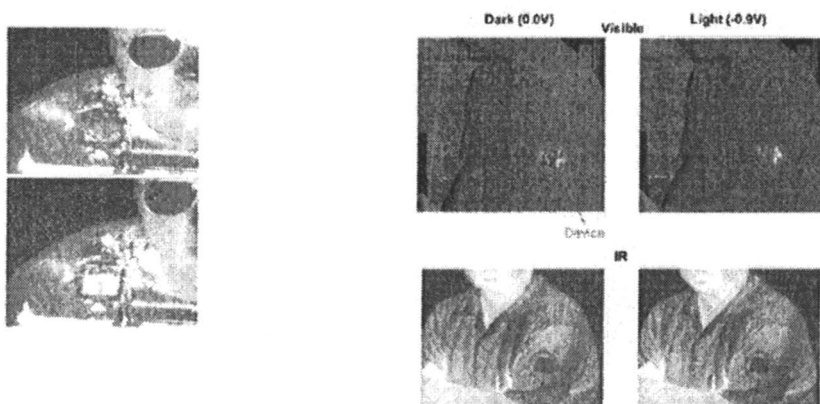 Dark (0.0V)
Light (-0.9V)
Visible
Device
IR